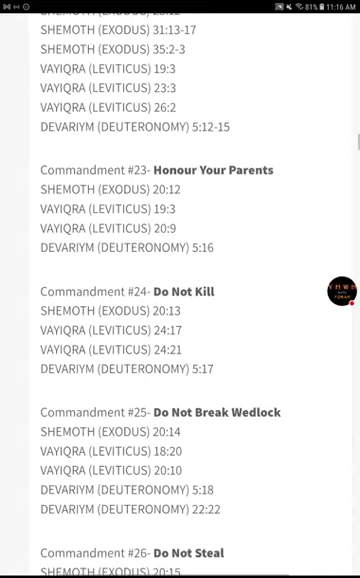 81% 11:16 AM
SHEMOTH (EXODUS) 31:13-17
SHEMOTH (EXODUS) 35:2-3
VAYIQRA (LEVITICUS) 19:3
VAYIQRA (LEVITICUS) 23:3
VAYIQRA (LEVITICUS) 26:2
DEVARIYM (DEUTERONOMY) 5:12-15
Commandment #23- Honour Your Parents
SHEMOTH (EXODUS) 20:12
VAYIQRA (LEVITICUS) 19:3
VAYIQRA (LEVITICUS) 20:9
DEVARIYM (DEUTERONOMY) 5:16
Commandment #24- Do Not Kill
SHEMOTH (EXODUS) 20:13
VAYIQRA (LEVITICUS) 24:17
VAYIQRA (LEVITICUS) 24:21
DEVARIYM (DEUTERONOMY) 5:17
Commandment #25- Do Not Break Wedlock
SHEMOTH (EXODUS) 20:14
VAYIQRA (LEVITICUS) 18:20
VAYIQRA (LEVITICUS) 20:10
DEVARIYM (DEUTERONOMY) 5:18
DEVARIYM (DEUTERONOMY) 22:22
Commandment #26- Do Not Steal
SHEMOTH (EXODUS) 20:15